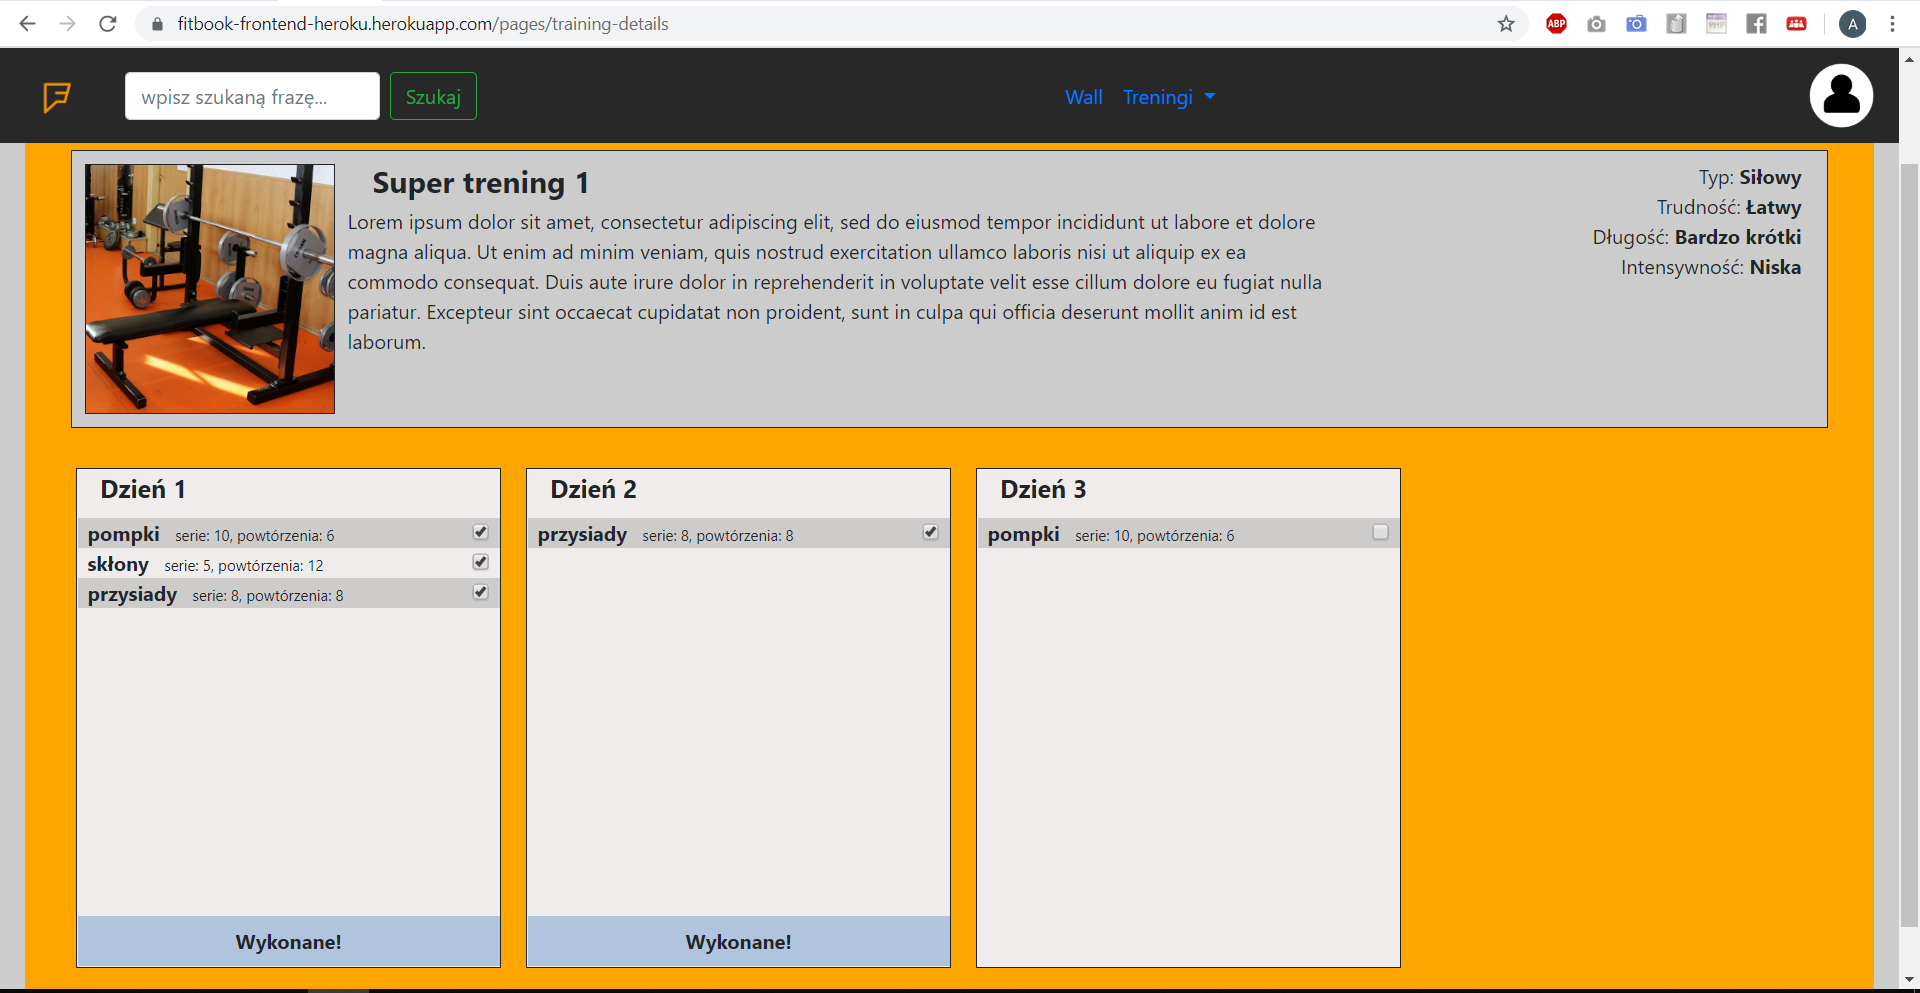 fitbook-frontend-heroku.herokuapp.com/pages/training-details
ABP
A
wpisz szukaną frazę...
Szukaj
Wall
Treningi
Super trening 1
Lorem ipsum dolor sit amet, consectetur adipiscing elit, sed do eiusmod tempor incididunt ut labore et dolore
magna aliqua. Ut enim ad minim veniam, quis nostrud exercitation ullamco laboris nisi ut aliquip ex ea
commodo consequat. Duis aute irure dolor in reprehenderit in voluptate velit esse cillum dolore eu fugiat nulla
pariatur. Excepteur sint occaecat cupidatat non proident, sunt in culpa qui officia deserunt mollit anim id est
laborum.
Typ: Siłowy
Trudność: Łatwy
Długość: Bardzo krótki
Intensywność: Niska
Dzień 1
pompki serie: 10, powtórzenia: 6
skłony serie: 5, powtórzenia: 12
przysiady serie: 8, powtórzenia: 8
Wykonane!
Dzień 2
przysiady serie: 8, powtórzenia: 8
Wykonane!
Dzień 3
pompki serie: 10, powtórzenia: 6